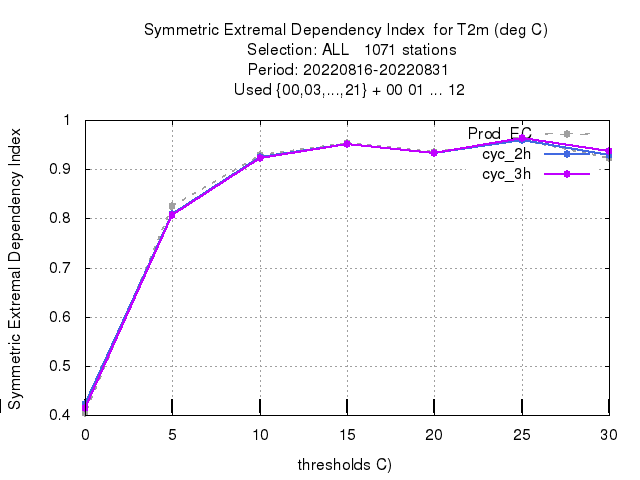 Symmetric Extremal Dependency Index for T2m (deg C)
Selection: ALL 1071 stations
Period: 20220816-20220831
Used {00,03,...,21} + 00 01 ... 12
Symmetric Extremal Dependency Index
1
0.9
0.8
0.7
0.6
0.5
0.4
Prod_EC
cyc_2h
cyc_3h
0 5 10 15 20 25 30
thresholds C)